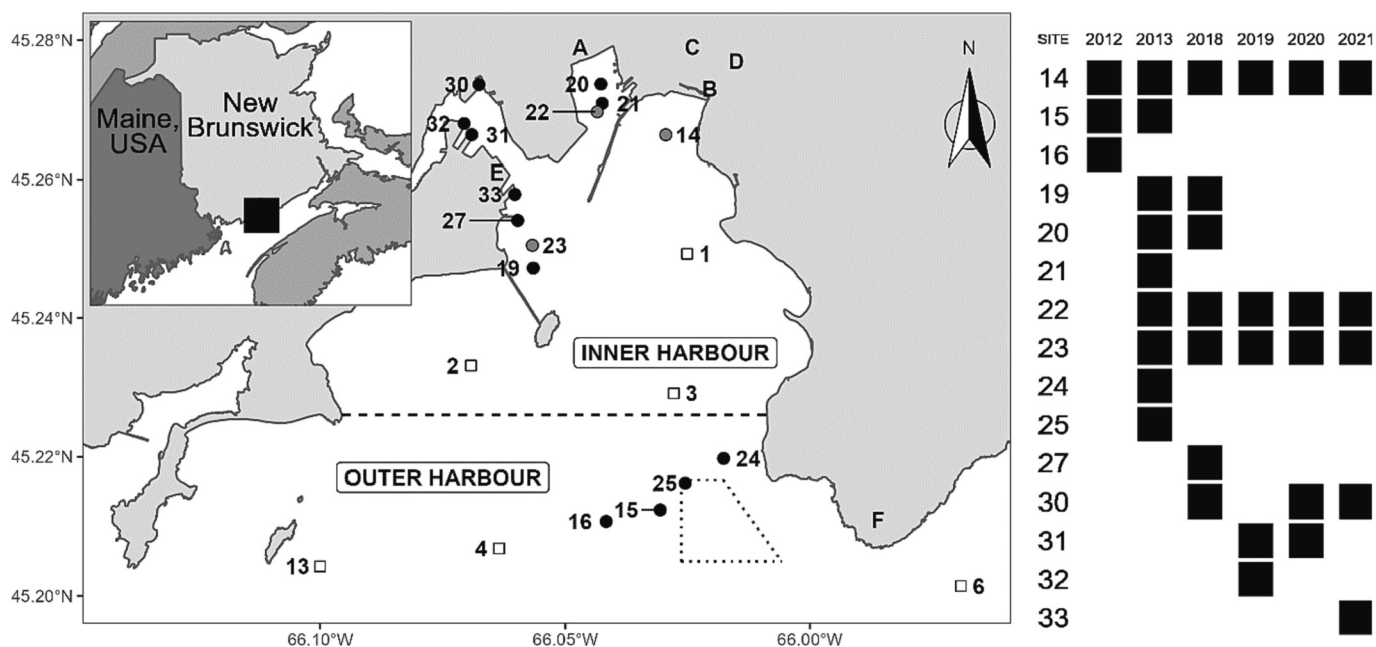 45.28°N
45.26°N
45.24°N
45.22°N
45.20°N
66.10°W
66.05°W
66.00°W
Maine,
USA
New
Brunswick
A
B
C
D
E
F
N
30
20
21
22
32
31
14
33
27
23
19
1
INNER HARBOUR
2
3
OUTER HARBOUR
24
25
15
16
4
13
6
SITE 2012 2013 2018 2019 2020 2021
14
15
16
19
20
21
22
23
24
25
27
30
31
32
33